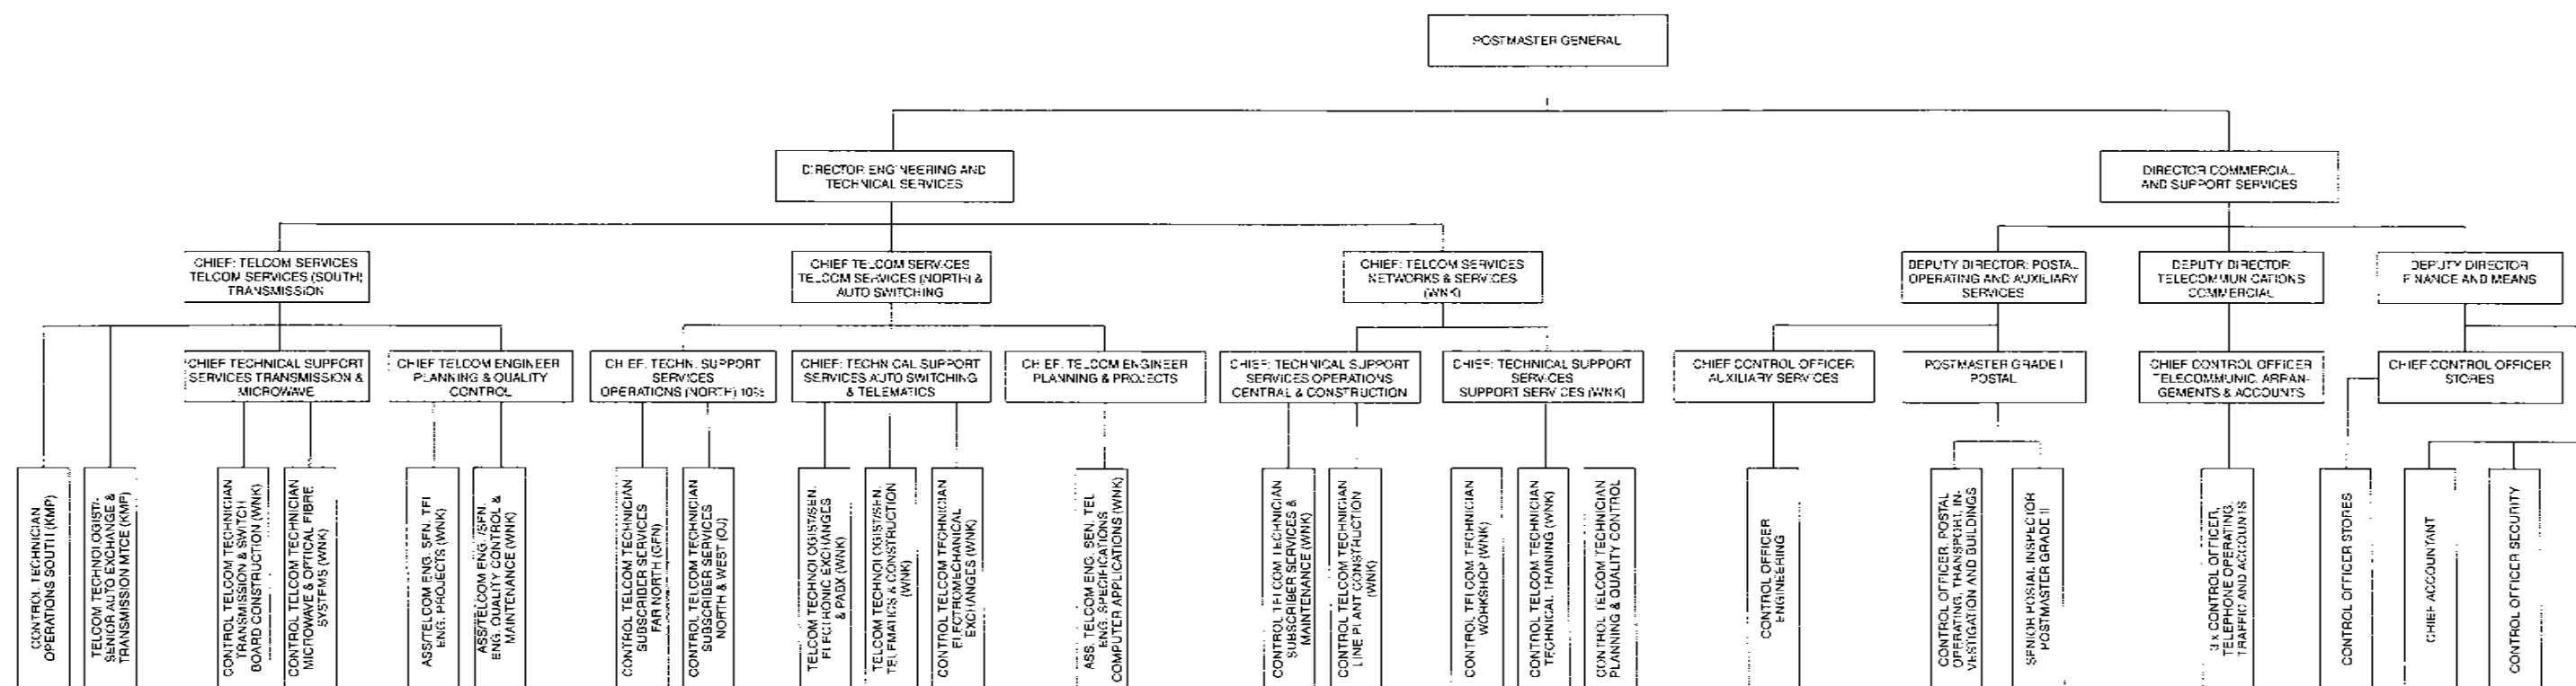 POSTMASTER GENERAL
DIRECTOR ENGINEERING AND
TECHNICAL SERVICES
DIRECTOR COMMERCIAL
AND SUPPORT SERVICES
CHIEF: TELCOM SERVICES
TELCOM SERVICES (SOUTH)
TRANSMISSION
CHIEF TELCOM SERVICES
TELCOM SERVICES (NORTH) &
AUTO SWITCHING
CHIEF: TELCOM SERVICES
NETWORKS & SERVICES
(WNK)
DEPUTY DIRECTOR: POSTAL
OPERATING AND AUXILIARY
SERVICES
DEPUTY DIRECTOR
TELECOMMUNICATIONS
COMMERCIAL
DEPUTY DIRECTOR
FINANCE AND MEANS
CHIEF TECHNICAL SUPPORT
SERVICES TRANSMISSION &
MICROWAVE
CHIEF TELCOM ENGINEER
PLANNING & QUALITY
CONTROL
CHIEF. TECHN. SUPPORT
SERVICES
OPERATIONS (NORTH)
CHIEF: TECHNICAL SUPPORT
SERVICES AUTO SWITCHING
& TELEMATICS
CHIEF. TELCOM ENGINEER
PLANNING & PROJECTS
CHIEF: TECHNICAL SUPPORT
SERVICES OPERATIONS
CENTRAL & CONSTRUCTION
CHIEF: TECHNICAL SUPPORT
SERVICES
SUPPORT SERVICES (WNK)
CHIEF CONTROL OFFICER
AUXILIARY SERVICES
POSTMASTER GRADE I
POSTAL
CHIEF CONTROL OFFICER
TELECOMMUNIC. ARRAN-
GEMENTS & ACCOUNTS
CHIEF CONTROL OFFICER
STORES
CONTROL TECHNICIAN
OPERATIONS SOUTH (KMP)
TELCOM TECHNOLOGIST/-
SENIOR AUTO EXCHANGE &
TRANSMISSION MTCE (KMP)
CONTROL TELCOM TECHNICIAN
TRANSMISSION & SWITCH
BOARD CONSTRUCTION (WNK)
CONTROL TELCOM TECHNICIAN
MICROWAVE & OPTICAL FIBRE
SYSTEMS (WNK)
ASS/TELCOM ENG. SEN. TEL
ENG. PROJECTS (WNK)
ASS/TELCOM ENG. /SEN.
ENG. QUALITY CONTROL &
MAINTENANCE (WNK)
CONTROL TELCOM TECHNICIAN
SUBSCRIBER SERVICES
FAR NORTH (GFN)
CONTROL TELCOM TECHNICIAN
SUBSCRIBER SERVICES
NORTH & WEST (OJ)
TELCOM TECHNOLOGIST/SEN.
ELECTRONIC EXCHANGES
& PABX (WNK)
TELCOM TECHNOLOGIST/SEN.
TELEMATICS & CONSTRUCTION
(WNK)
CONTROL TELCOM TECHNICIAN
ELECTROMECHANICAL
EXCHANGES (WNK)
ASS. TELCOM ENG. SEN. TEL
ENG. SPECIFICATIONS
COMPUTER APPLICATIONS (WNK)
CONTROL TELCOM TECHNICIAN
SUBSCRIBER SERVICES &
MAINTENANCE (WNK)
CONTROL TELCOM TECHNICIAN
LINE PLANT CONSTRUCTION
(WNK)
CONTROL TELCOM TECHNICIAN
WORKSHOP (WNK)
CONTROL TELCOM TECHNICIAN
TECHNICAL TRAINING (WNK)
CONTROL TELCOM TECHNICIAN
PLANNING & QUALITY CONTROL
CONTROL OFFICER
ENGINEERING
CONTROL OFFICER, POSTAL
OPERATING, TRANSPORT, IN-
VESTIGATION AND BUILDINGS
SENIOR POSTAL INSPECTOR
POSTMASTER GRADE II
3 x CONTROL OFFICER,
TELEPHONE OPERATING,
TRAFFIC AND ACCOUNTS
CONTROL OFFICER STORES
CHIEF ACCOUNTANT
CONTROL OFFICER SECURITY